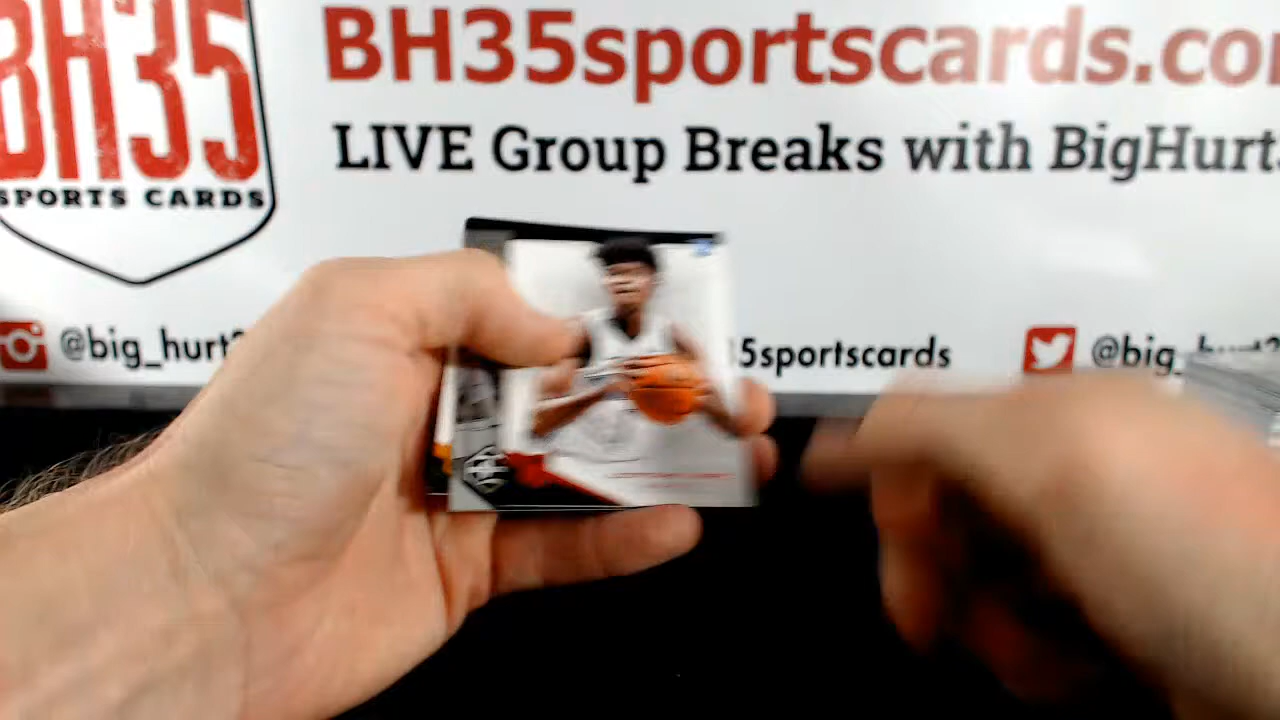 BH35
SPORTS CARDS
BH35sportscards.co
LIVE Group Breaks with BigHurt
@big_hurt
5sportscards
@big_